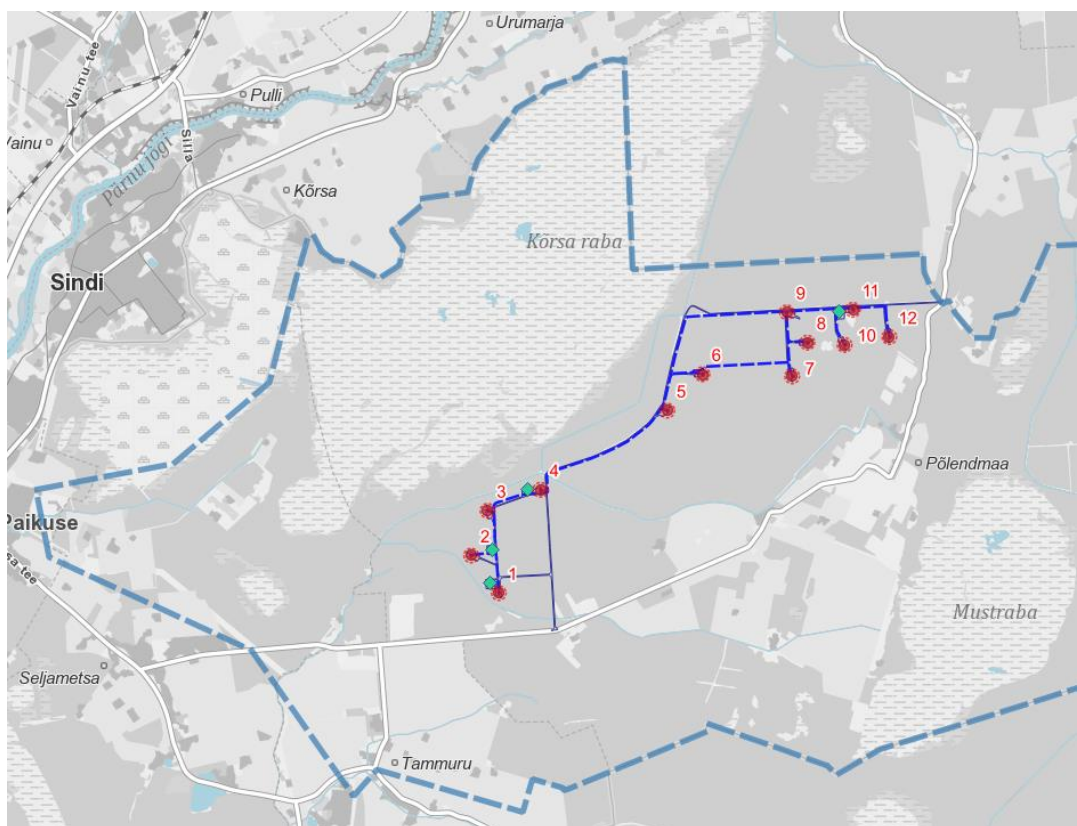 Urumarja
Vainu-tee
Pulli
Silla
Vainu
Pärnu jõgi
Kõrsa
Kõrsa raba
Sindi
9
11
8
12
10
6
7
5
Põlendmaa
4
3
Paikuse
2
1
Mustraba
Seljametsa
Tammuru